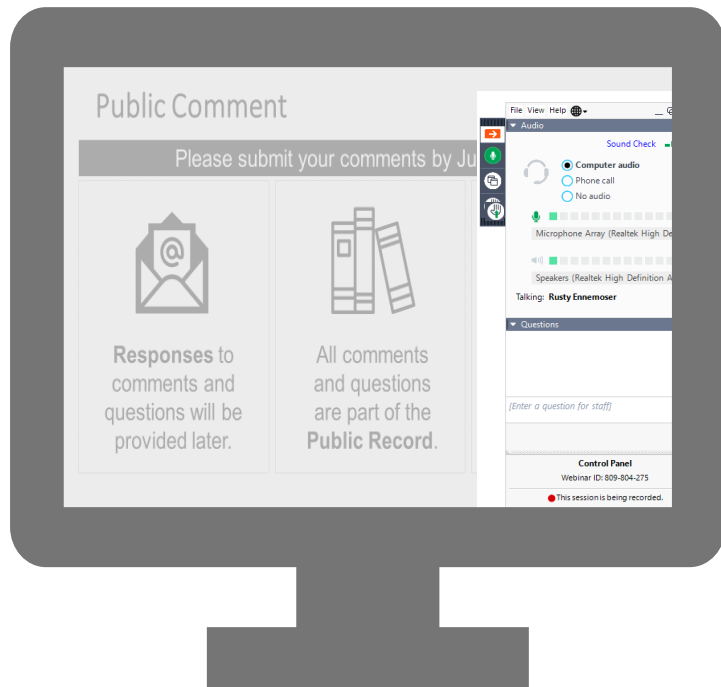 Public Comment
Please submit your comments by Ju
@
Responses to
comments and
questions will be
provided later.
All comments
and questions
are part of the
Public Record.
File View Help
Audio
Sound Check
Computer audio
Phone call
No audio
Microphone Array (Realtek High De
Speakers (Realtek High Definition A
Talking: Rusty Ennemoser
Questions
[Enter a question for staff]
Control Panel
Webinar ID: 809-804-275
This session is being recorded.